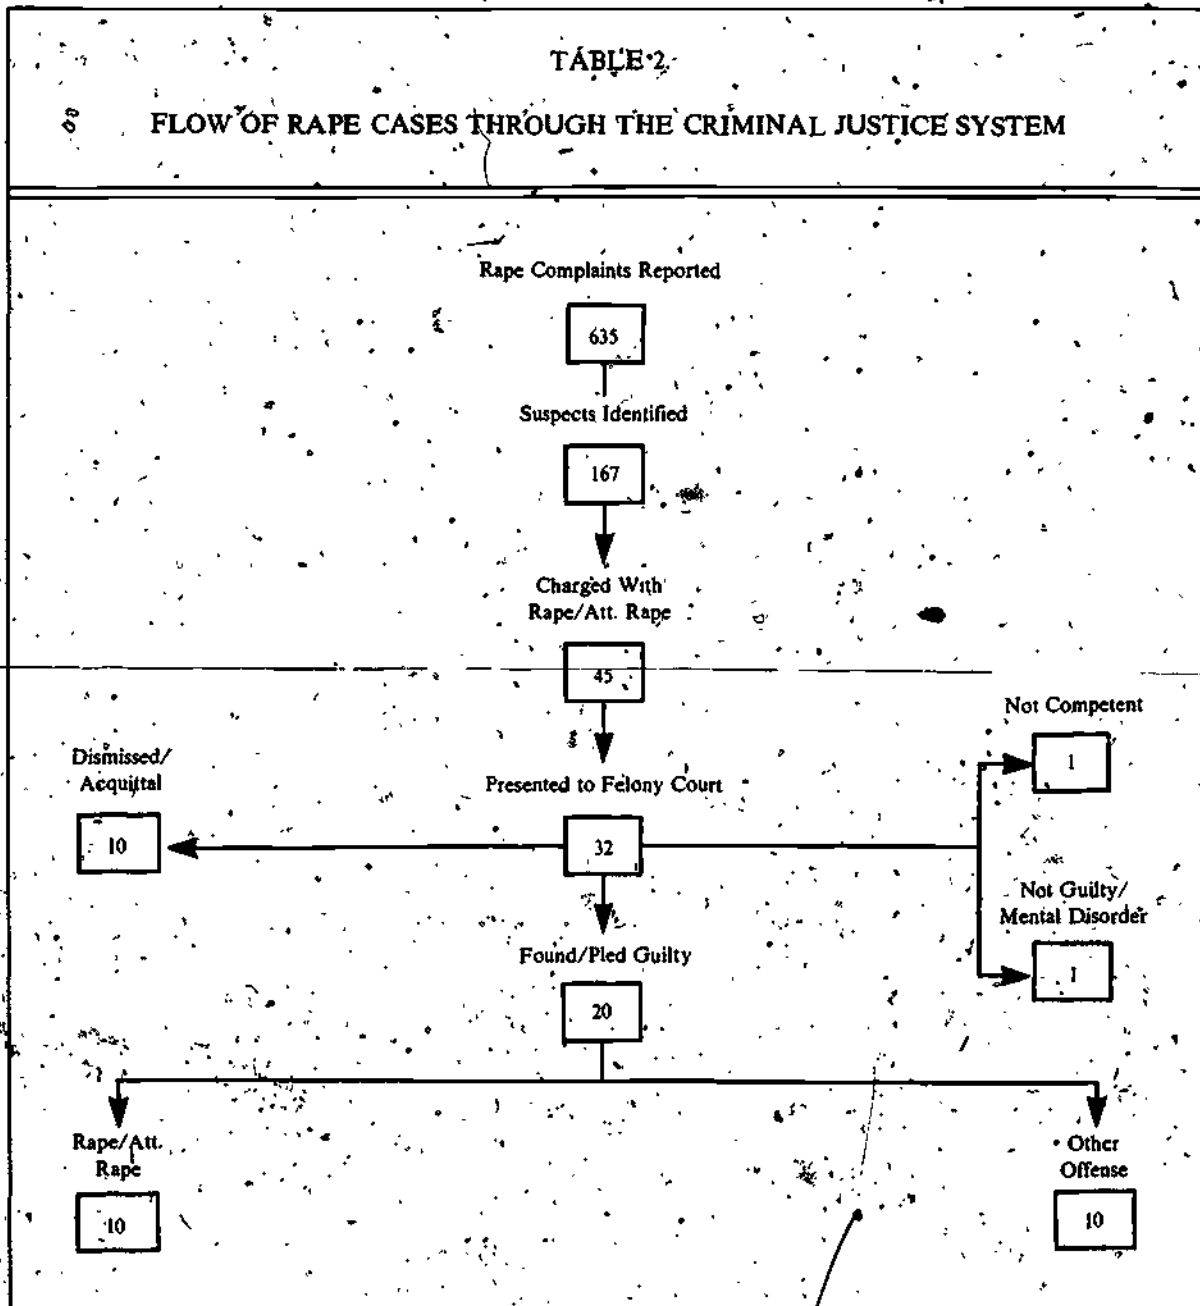 TABLE 2
FLOW OF RAPE CASES THROUGH THE CRIMINAL JUSTICE SYSTEM
Rape Complaints Reported
635
Suspects Identified
167
Charged With
Rape/Att. Rape
45
Not Competent
1
Dismissed/
Acquittal
10
Presented to Felony Court
32
Not Guilty/
Mental Disorder
1
Found/Pled Guilty
20
Rape/Att.
Rape
10
Other
Offense
10